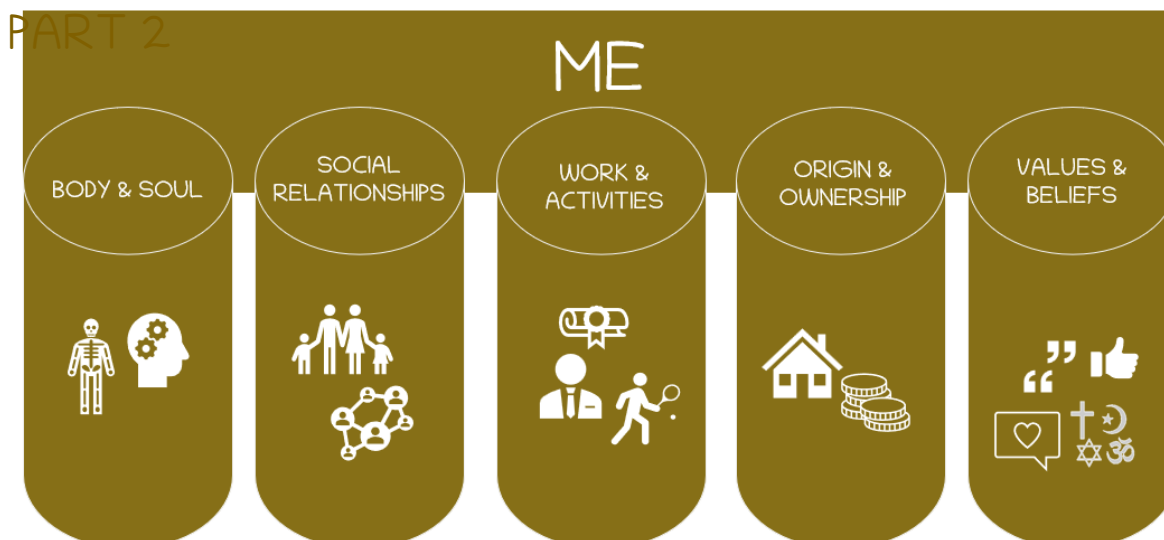 PART 2
ME
BODY & SOUL
SOCIAL
RELATIONSHIPS
WORK &
ACTIVITIES
ORIGIN &
OWNERSHIP
VALUES &
BELIEFS